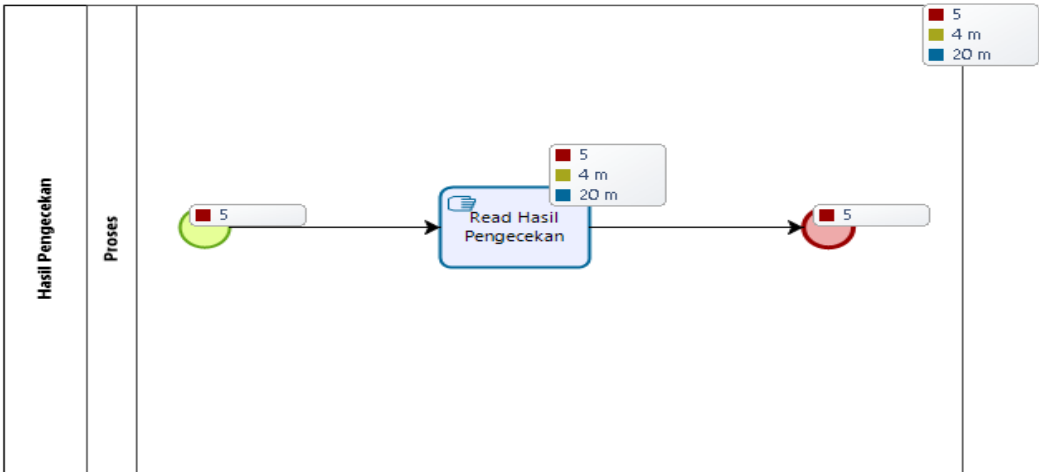 5
4 m
20 m
Hasil Pengecekan
Proses
5
5
4 m
20 m
Read Hasil
Pengecekan
5